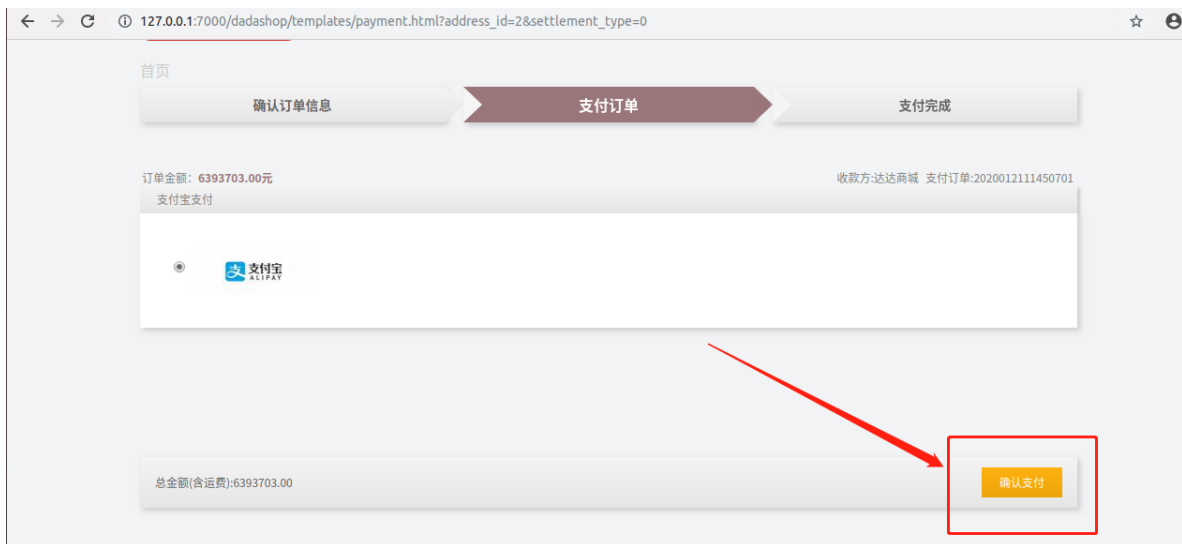 127.0.0.1:7000/dadashop/templates/payment.html?address_id=2&settlement_type=0
首页
确认订单信息 支付订单 支付完成
订单金额：6393703.00元 收款方:达达商城 支付订单:2020012111450701
支付宝支付
支 支付宝
ALIPAY
总金额(含运费):6393703.00 确认支付